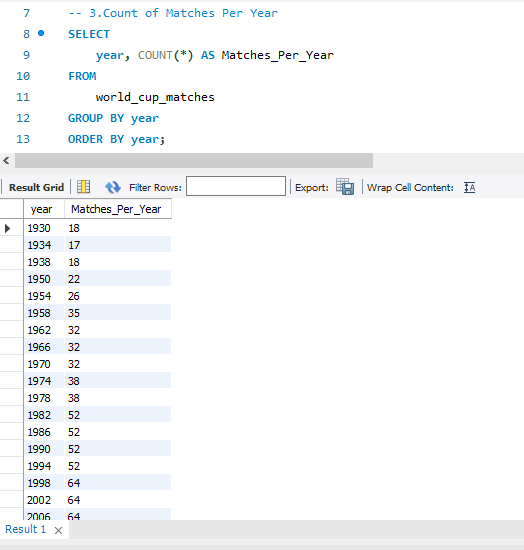 7 -- 3.Count of Matches Per Year
8 SELECT
9 year, COUNT(*) AS Matches_Per_Year
10 FROM
11 world_cup_matches
12 GROUP BY year
13 ORDER BY year;
Result Grid Filter Rows: Export: Wrap Cell Content:
year Matches_Per_Year
1930 18
1934 17
1938 18
1950 22
1954 26
1958 35
1962 32
1966 32
1970 32
1974 38
1978 38
1982 52
1986 52
1990 52
1994 52
1998 64
2002 64
2006 64
Result 1